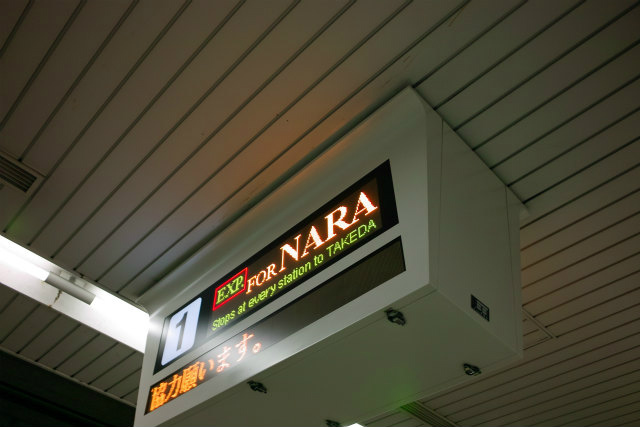 1 EXP. FOR NARA
Stops at every station to TAKEDA
協力願います。